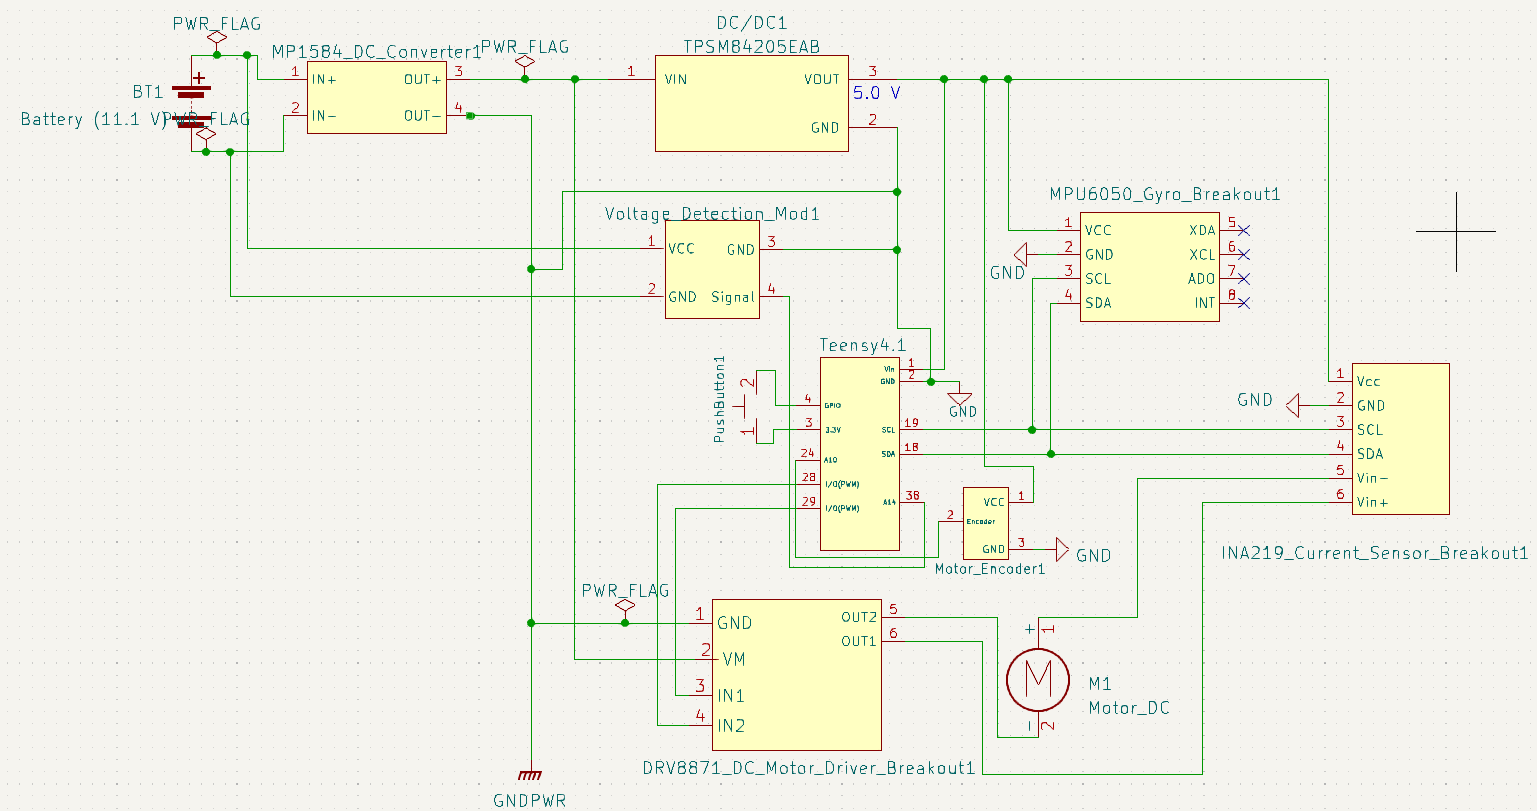 PWR_FLAG
MP1584_DC_Converter1
1 IN+
2 IN-
OUT+ 3
OUT- 4
+
BT1
Battery (11.1 V)
PWR_FLAG
PWR_FLAG
DC/DC1
TPSM84205EAB
1 VIN
VOUT 3
5.0 V
GND 2
Voltage_Detection_Mod1
1 VCC
2 GND
GND 3
Signal 4
MPU6050_Gyro_Breakout1
1 VCC
2 GND
3 SCL
4 SDA
XDA 5
XCL 6
ADO 7
INT 8
GND
Teensy4.1
Vin 1
GND 2
4 GPIO
3 3.3V
24 A10
28 I/O(PWM)
29 I/O(PWM)
SCL 19
SDA 18
A14 38
GND
PushButton1
2
1
VCC 1
2 Encoder
GND 3
Motor_Encoder1
GND
GND
1 Vcc
2 GND
3 SCL
4 SDA
5 Vin-
6 Vin+
INA219_Current_Sensor_Breakout1
PWR_FLAG
1 GND
2 VM
3 IN1
4 IN2
OUT2 5
OUT1 6
DRV8871_DC_Motor_Driver_Breakout1
+ 1
M
- 2
M1
Motor_DC
GNDPWR